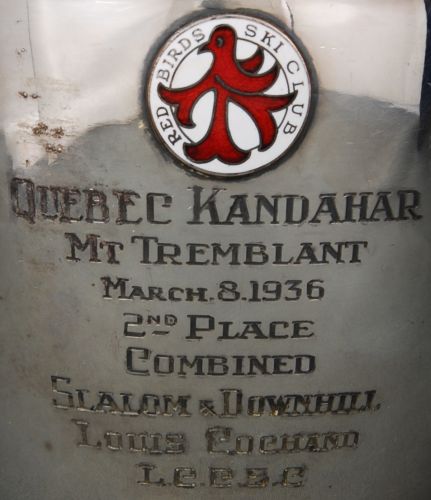 RED BIRDS SKI CLUB
QUEBEC KANDAHAR
MT TREMBLANT
MARCH.8.1936
2ND PLACE
COMBINED
SLALOM & DOWNHILL
LOUIS COCHAND
L.C.P.S.C